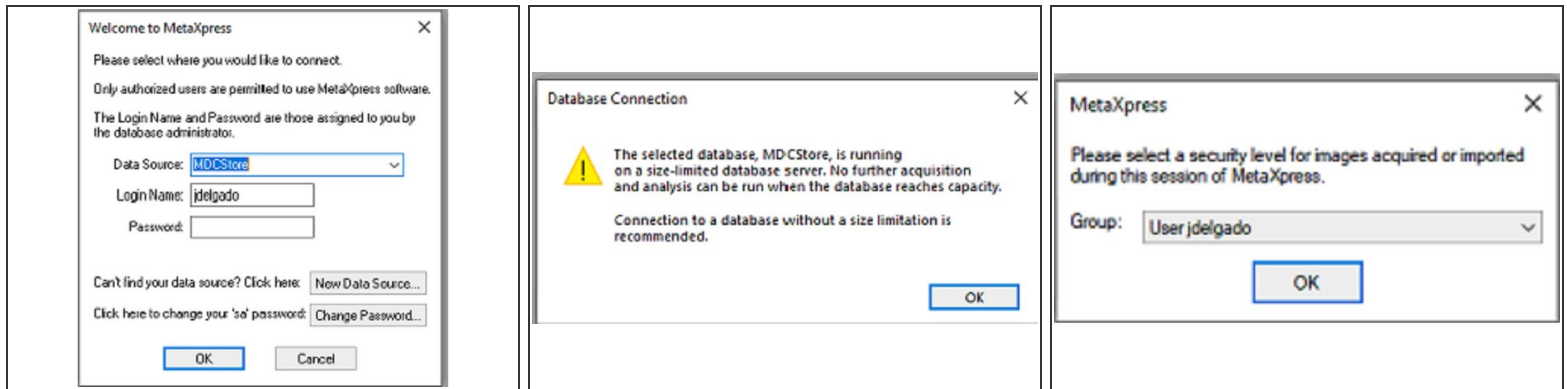 Welcome to MetaXpress
Please select where you would like to connect.
Only authorized users are permitted to use MetaXpress software.
The Login Name and Password are those assigned to you by
the database administrator.
Data Source: MDCStore
Login Name: jdelgado
Password:
Can't find your data source? Click here: New Data Source...
Click here to change your 'sa' password: Change Password...
OK Cancel
Database Connection
The selected database, MDCStore, is running
on a size-limited database server. No further acquisition
and analysis can be run when the database reaches capacity.
Connection to a database without a size limitation is
recommended.
OK
MetaXpress
Please select a security level for images acquired or imported
during this session of MetaXpress.
Group: User jdelgado
OK